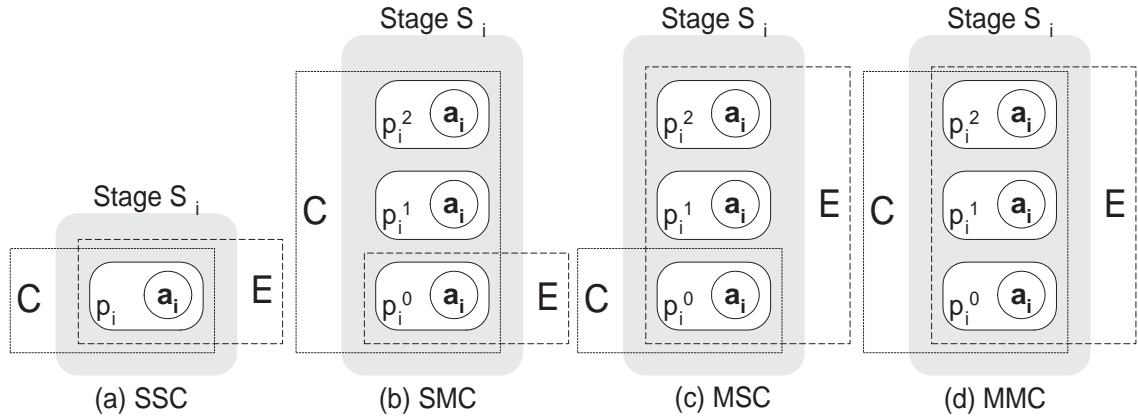 Stage S i
C
p i
a i
E
(a) SSC
Stage S i
C
p i 2
a i
p i 1
a i
p i 0
a i
E
(b) SMC
Stage S i
p i 2
a i
p i 1
a i
E
C
p i 0
a i
(c) MSC
Stage S i
p i 2
a i
C
p i 1
a i
E
p i 0
a i
(d) MMC